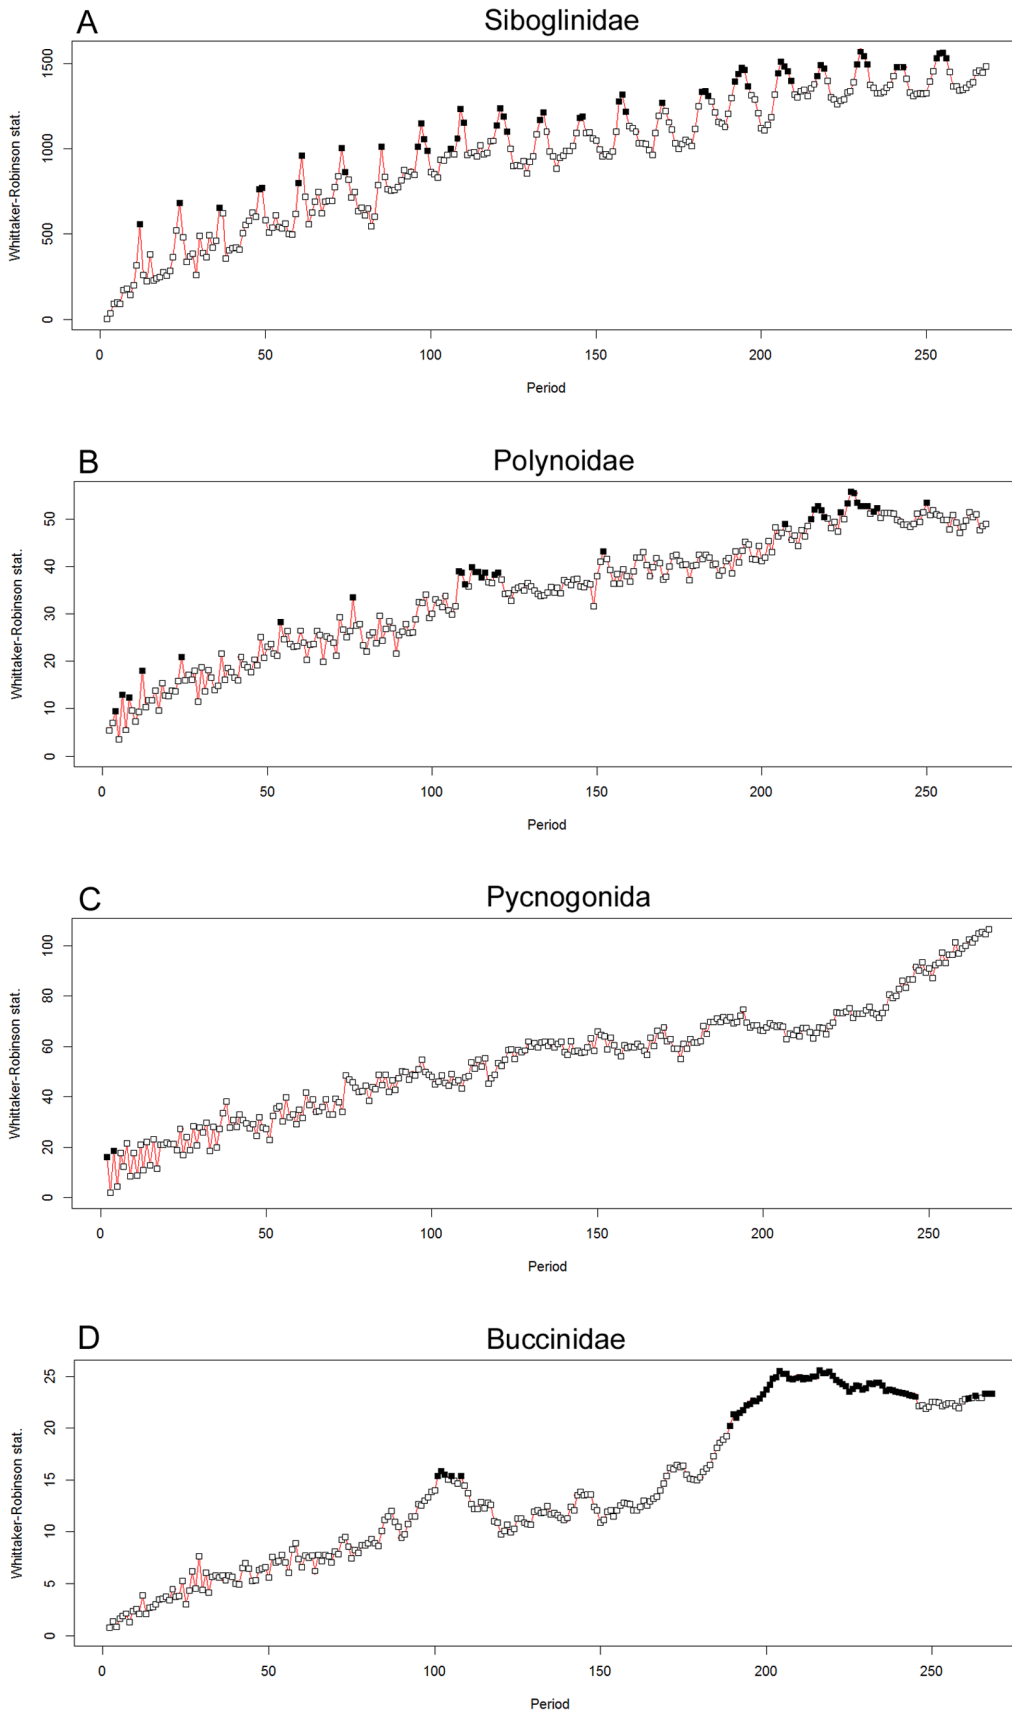 A
Siboglinidae
Whittaker-Robinson stat.
1500
1000
500
0
0 50 100 150 200 250
Period
B
Polynoidae
Whittaker-Robinson stat.
50
40
30
20
10
0
0 50 100 150 200 250
Period
C
Pycnogonida
Whittaker-Robinson stat.
100
80
60
40
20
0
0 50 100 150 200 250
Period
D
Buccinidae
Whittaker-Robinson stat.
25
20
15
10
5
0
0 50 100 150 200 250
Period